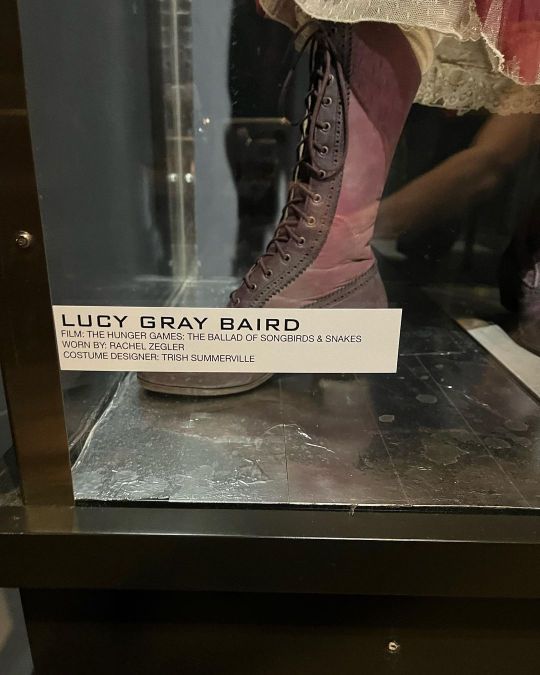 LUCY GRAY BAIRD
FILM: THE HUNGER GAMES: THE BALLAD OF SONGBIRDS & SNAKES
WORN BY: RACHEL ZEGLER
COSTUME DESIGNER: TRISH SUMMERVILLE